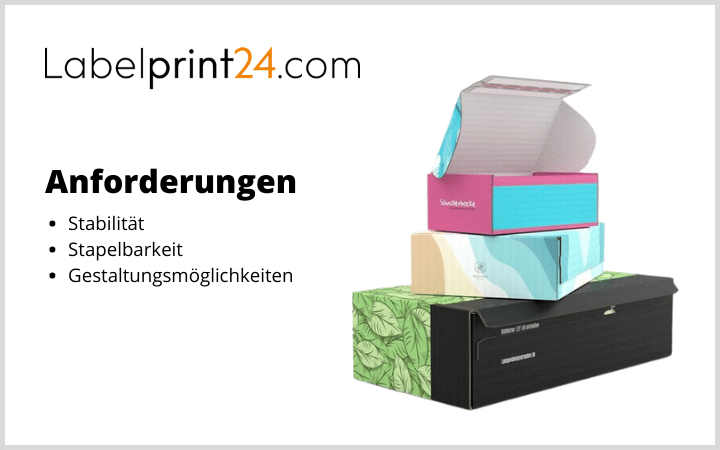 Labelprint24.com
Anforderungen
• Stabilität
• Stapelbarkeit
• Gestaltungsmöglichkeiten